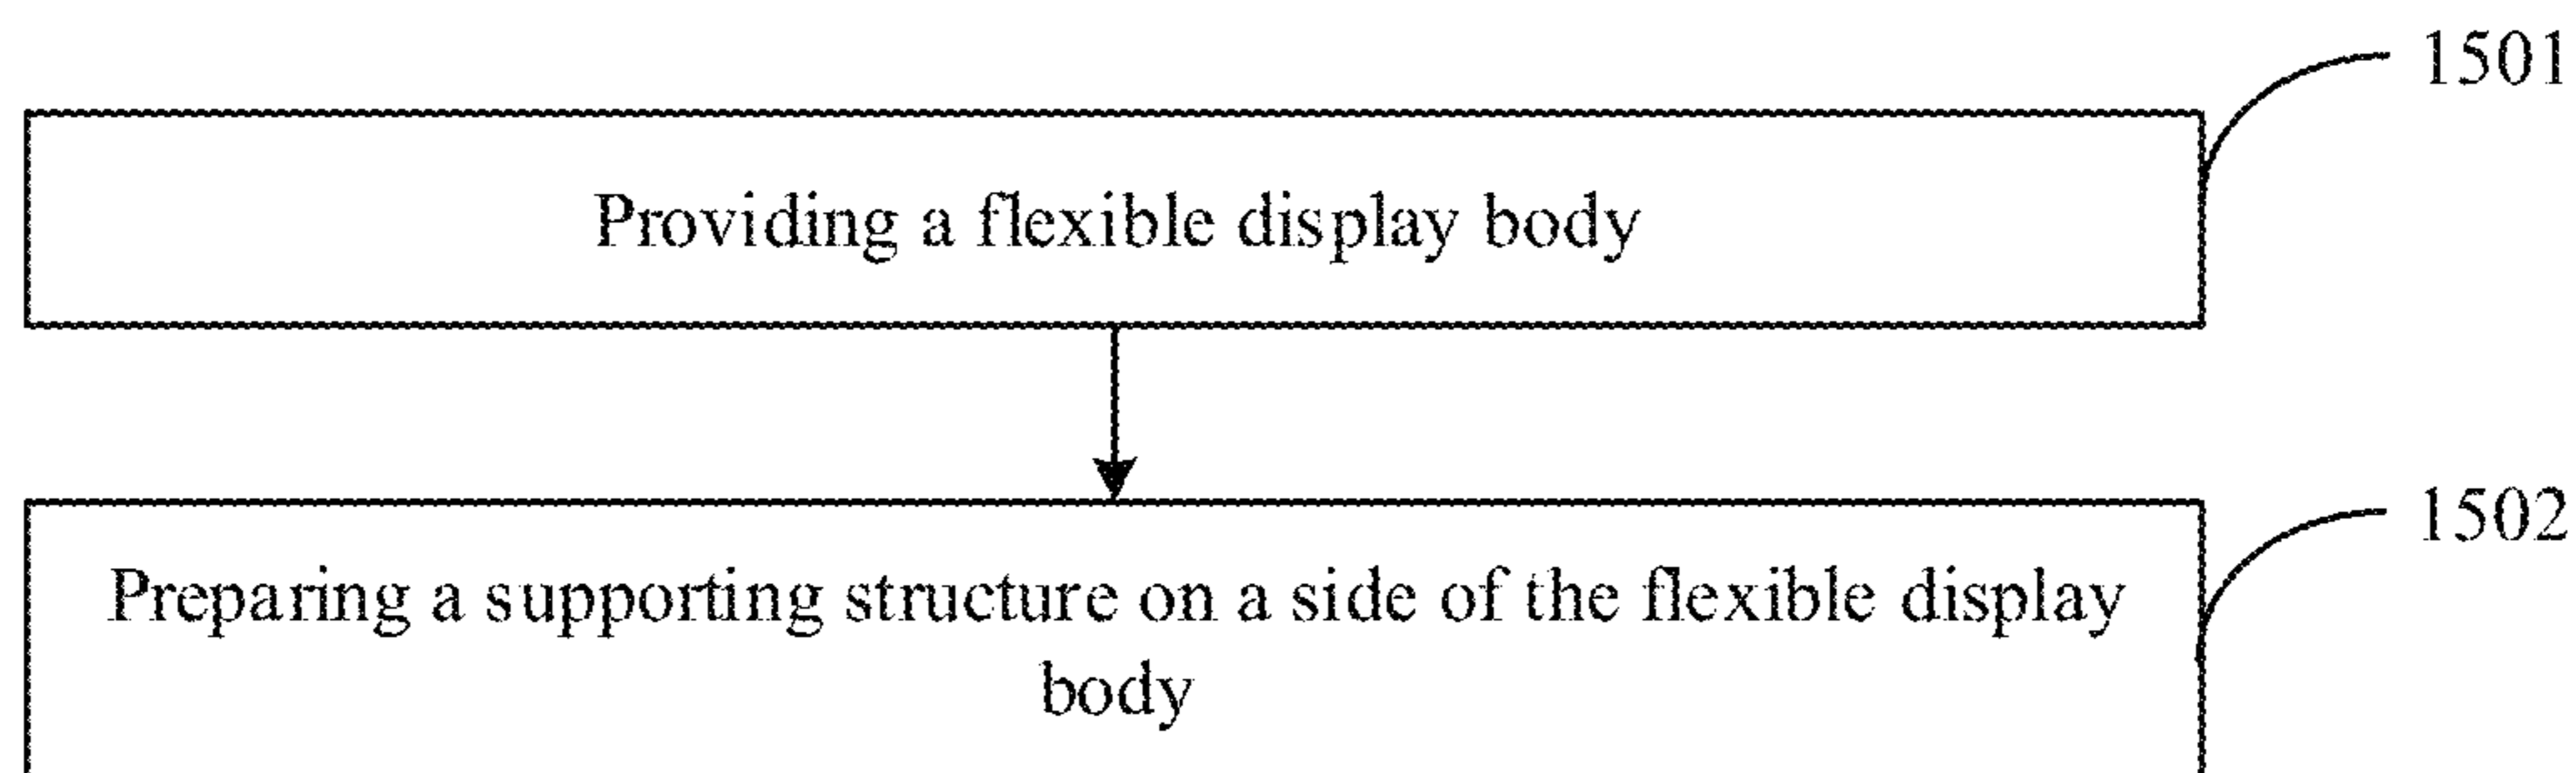 1501
Providing a flexible display body
1502
Preparing a supporting structure on a side of the flexible display
body